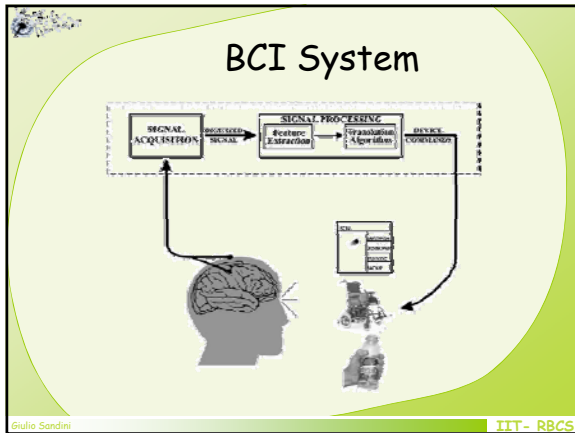 BCI System
SIGNAL PROCESSING
SIGNAL
ACQUISITION
DIGITIZED
SIGNAL
Feature
Extraction
Translation
Algorithm
DEVICE
COMMANDS
Giulio Sandini
IIT- RBCS